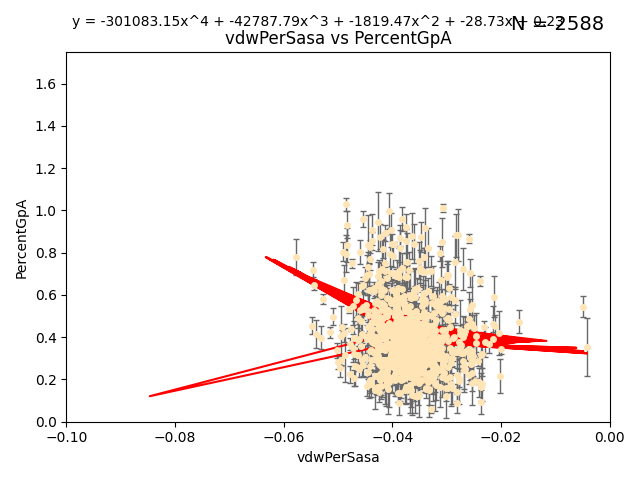 y = -301083.15x^4 + -42787.79x^3 + -1819.47x^2 + -28.73x + 0.23
N = 2588
vdwPerSasa vs PercentGpA
1.6
1.4
1.2
1.0
0.8
0.6
0.4
0.2
0.0
PercentGpA
−0.10 −0.08 −0.06 −0.04 −0.02 0.00
vdwPerSasa